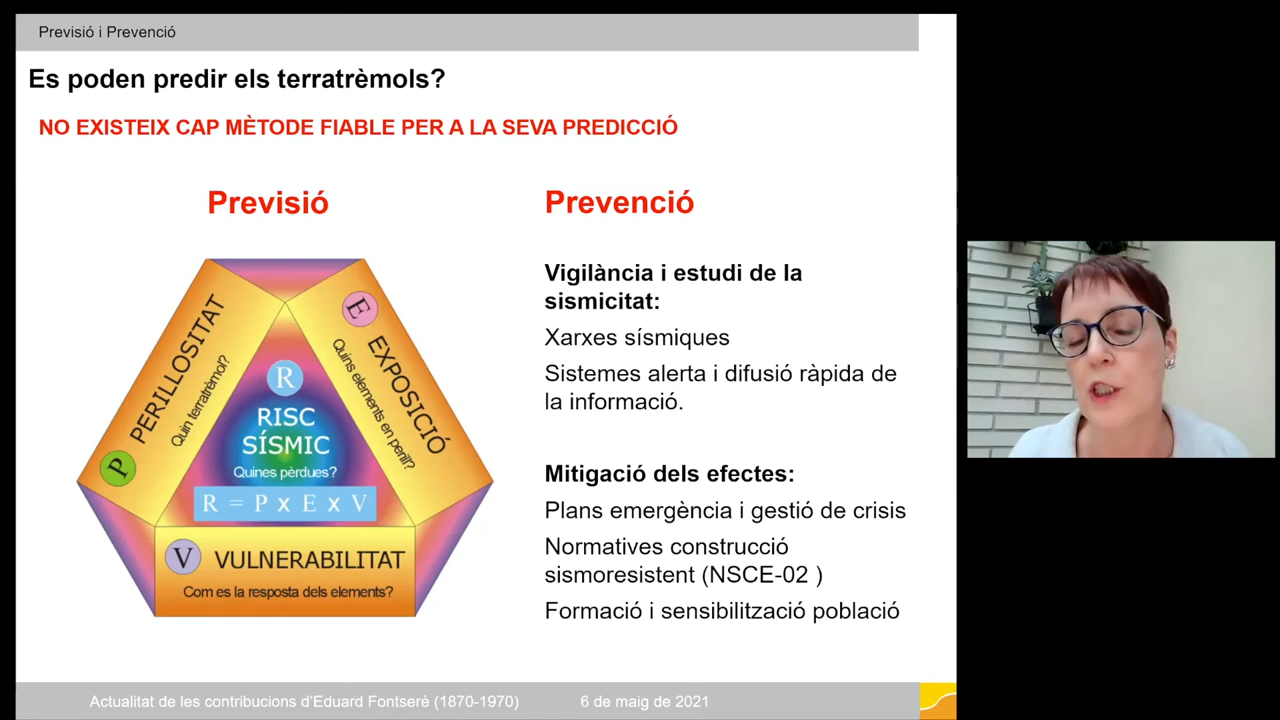 Previsió i Prevenció
Es poden predir els terratrèmols?
NO EXISTEIX CAP MÈTODE FIABLE PER A LA SEVA PREDICCIÓ
Previsió
P PERILLOSITAT
Quin terratrèmol?
E EXPOSICIÓ
Quins elements en perill?
R
RISC
SÍSMIC
Quines pèrdues?
R = P x E x V
V VULNERABILITAT
Com es la resposta dels elements?
Prevenció
Vigilància i estudi de la
sismicitat:
Xarxes sísmiques
Sistemes alerta i difusió ràpida de
la informació.
Mitigació dels efectes:
Plans emergència i gestió de crisis
Normatives construcció
sismoresistent (NSCE-02 )
Formació i sensibilització població
Actualitat de les contribucions d'Eduard Fontserè (1870-1970) 6 de maig de 2021